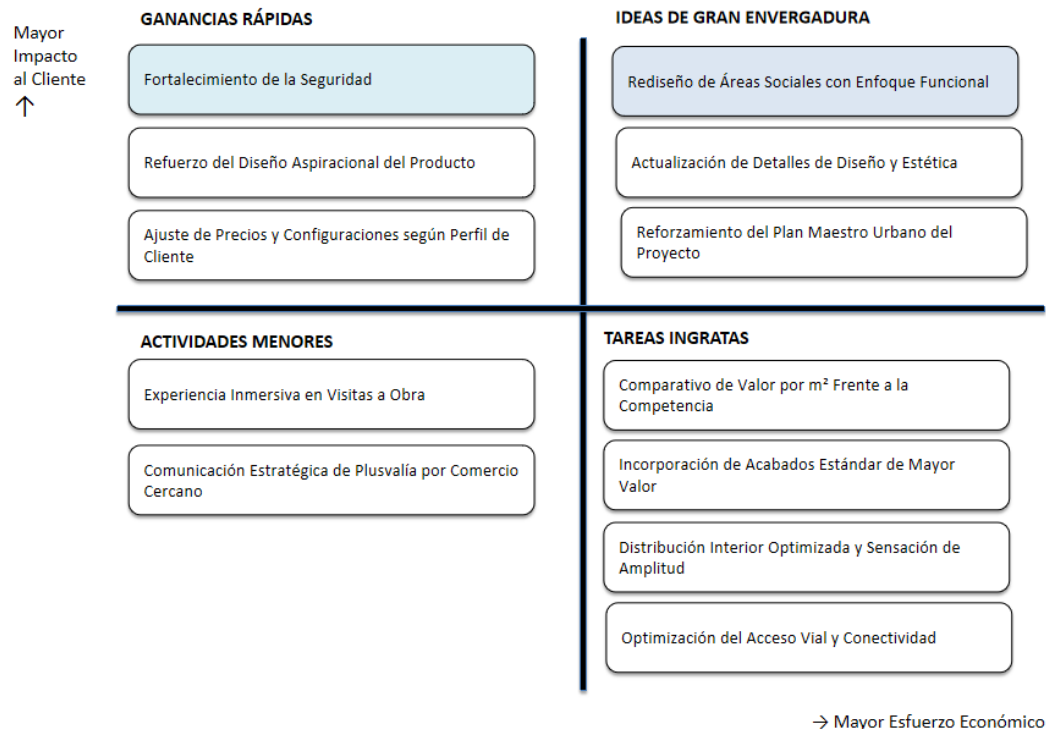 Mayor
Impacto
al Cliente
↑
GANANCIAS RÁPIDAS
Fortalecimiento de la Seguridad
Refuerzo del Diseño Aspiracional del Producto
Ajuste de Precios y Configuraciones según Perfil de
Cliente
IDEAS DE GRAN ENVERGADURA
Rediseño de Áreas Sociales con Enfoque Funcional
Actualización de Detalles de Diseño y Estética
Reforzamiento del Plan Maestro Urbano del
Proyecto
ACTIVIDADES MENORES
Experiencia Inmersiva en Visitas a Obra
Comunicación Estratégica de Plusvalía por Comercio
Cercano
TAREAS INGRATAS
Comparativo de Valor por m² Frente a la
Competencia
Incorporación de Acabados Estándar de Mayor
Valor
Distribución Interior Optimizada y Sensación de
Amplitud
Optimización del Acceso Vial y Conectividad
→ Mayor Esfuerzo Económico